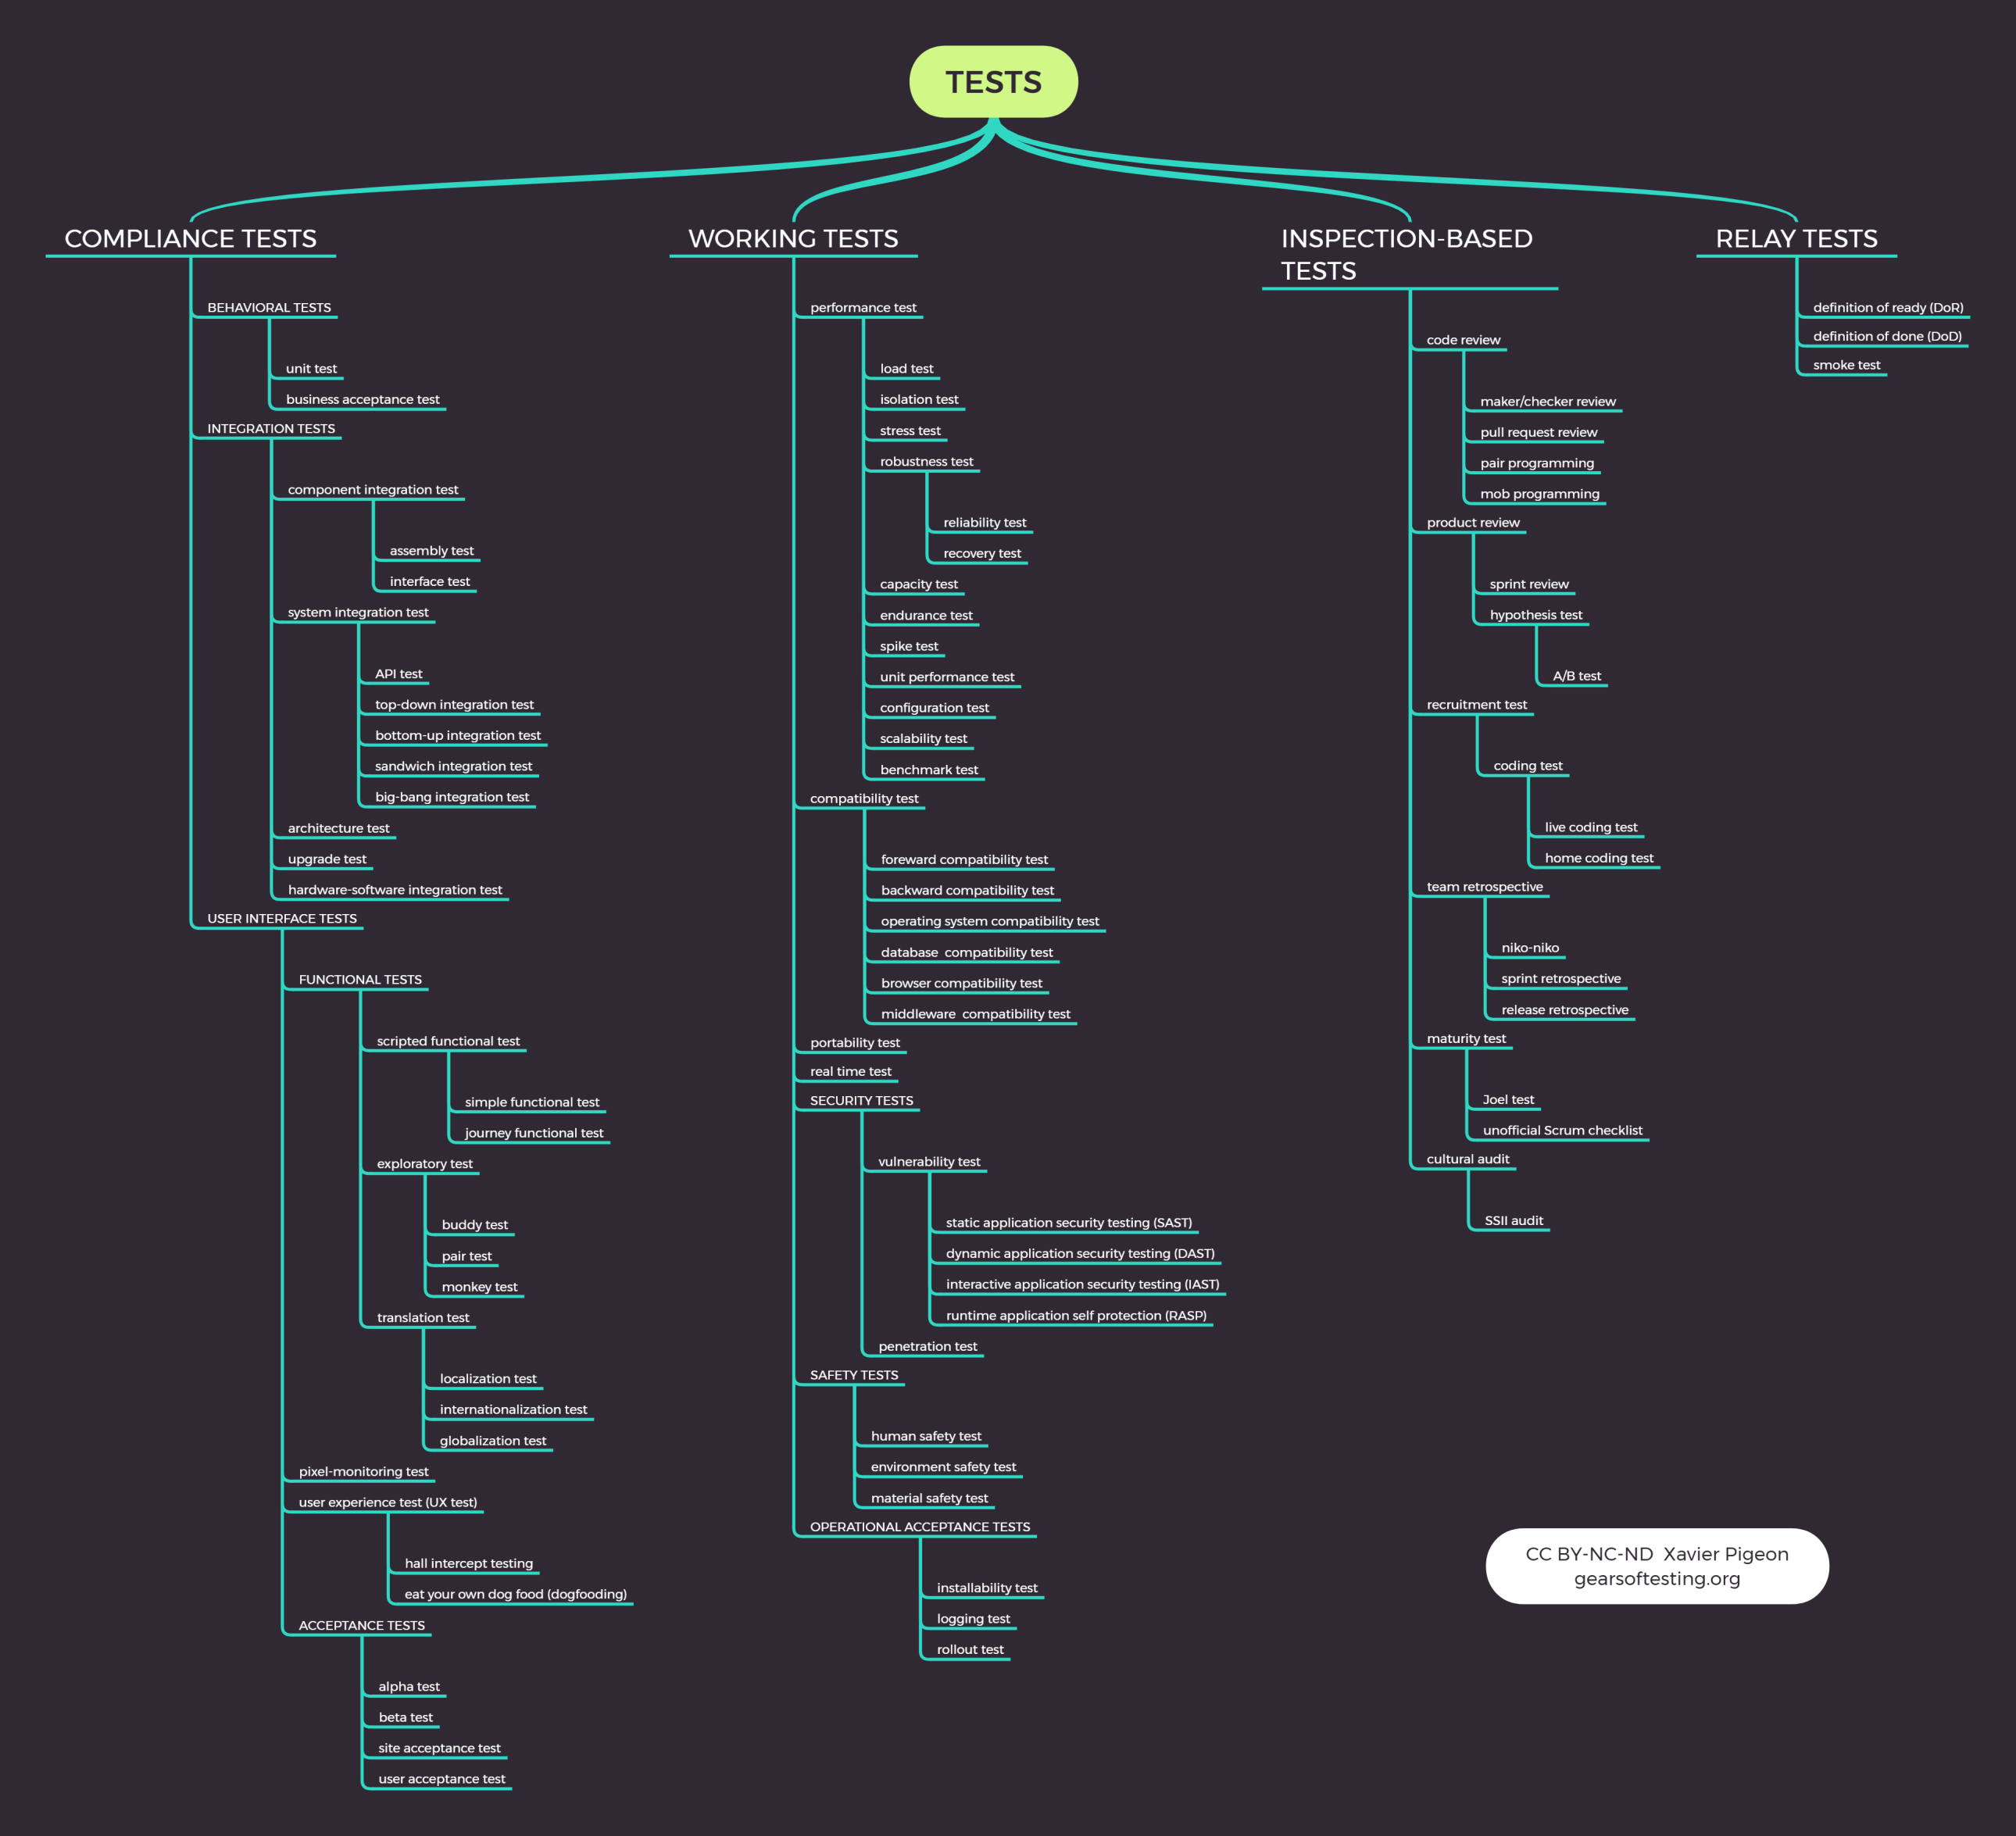 TESTS
COMPLIANCE TESTS
BEHAVIORAL TESTS
unit test
business acceptance test
INTEGRATION TESTS
component integration test
assembly test
interface test
system integration test
API test
top-down integration test
bottom-up integration test
sandwich integration test
big-bang integration test
architecture test
upgrade test
hardware-software integration test
USER INTERFACE TESTS
FUNCTIONAL TESTS
scripted functional test
simple functional test
journey functional test
exploratory test
buddy test
pair test
monkey test
translation test
localization test
internationalization test
globalization test
pixel-monitoring test
user experience test (UX test)
hall intercept testing
eat your own dog food (dogfooding)
ACCEPTANCE TESTS
alpha test
beta test
site acceptance test
user acceptance test
WORKING TESTS
performance test
load test
isolation test
stress test
robustness test
reliability test
recovery test
capacity test
endurance test
spike test
unit performance test
configuration test
scalability test
benchmark test
compatibility test
foreward compatibility test
backward compatibility test
operating system compatibility test
database  compatibility test
browser compatibility test
middleware  compatibility test
portability test
real time test
SECURITY TESTS
vulnerability test
static application security testing (SAST)
dynamic application security testing (DAST)
interactive application security testing (IAST)
runtime application self protection (RASP)
penetration test
SAFETY TESTS
human safety test
environment safety test
material safety test
OPERATIONAL ACCEPTANCE TESTS
installability test
logging test
rollout test
INSPECTION-BASED
TESTS
code review
maker/checker review
pull request review
pair programming
mob programming
product review
sprint review
hypothesis test
A/B test
recruitment test
coding test
live coding test
home coding test
team retrospective
niko-niko
sprint retrospective
release retrospective
maturity test
Joel test
unofficial Scrum checklist
cultural audit
SSII audit
RELAY TESTS
definition of ready (DoR)
definition of done (DoD)
smoke test
CC BY-NC-ND  Xavier Pigeon
gearsoftesting.org